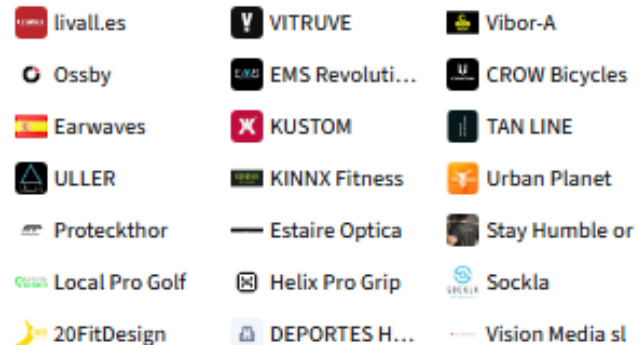 livall.es
VITRUVE
Vibor-A
Ossby
EMS Revoluti...
CROW Bicycles
Earwaves
KUSTOM
TAN LINE
ULLER
KINNX Fitness
Urban Planet
Proteckthor
Estaire Optica
Stay Humble or
Local Pro Golf
Helix Pro Grip
Sockla
20FitDesign
DEPORTES H...
Vision Media sl